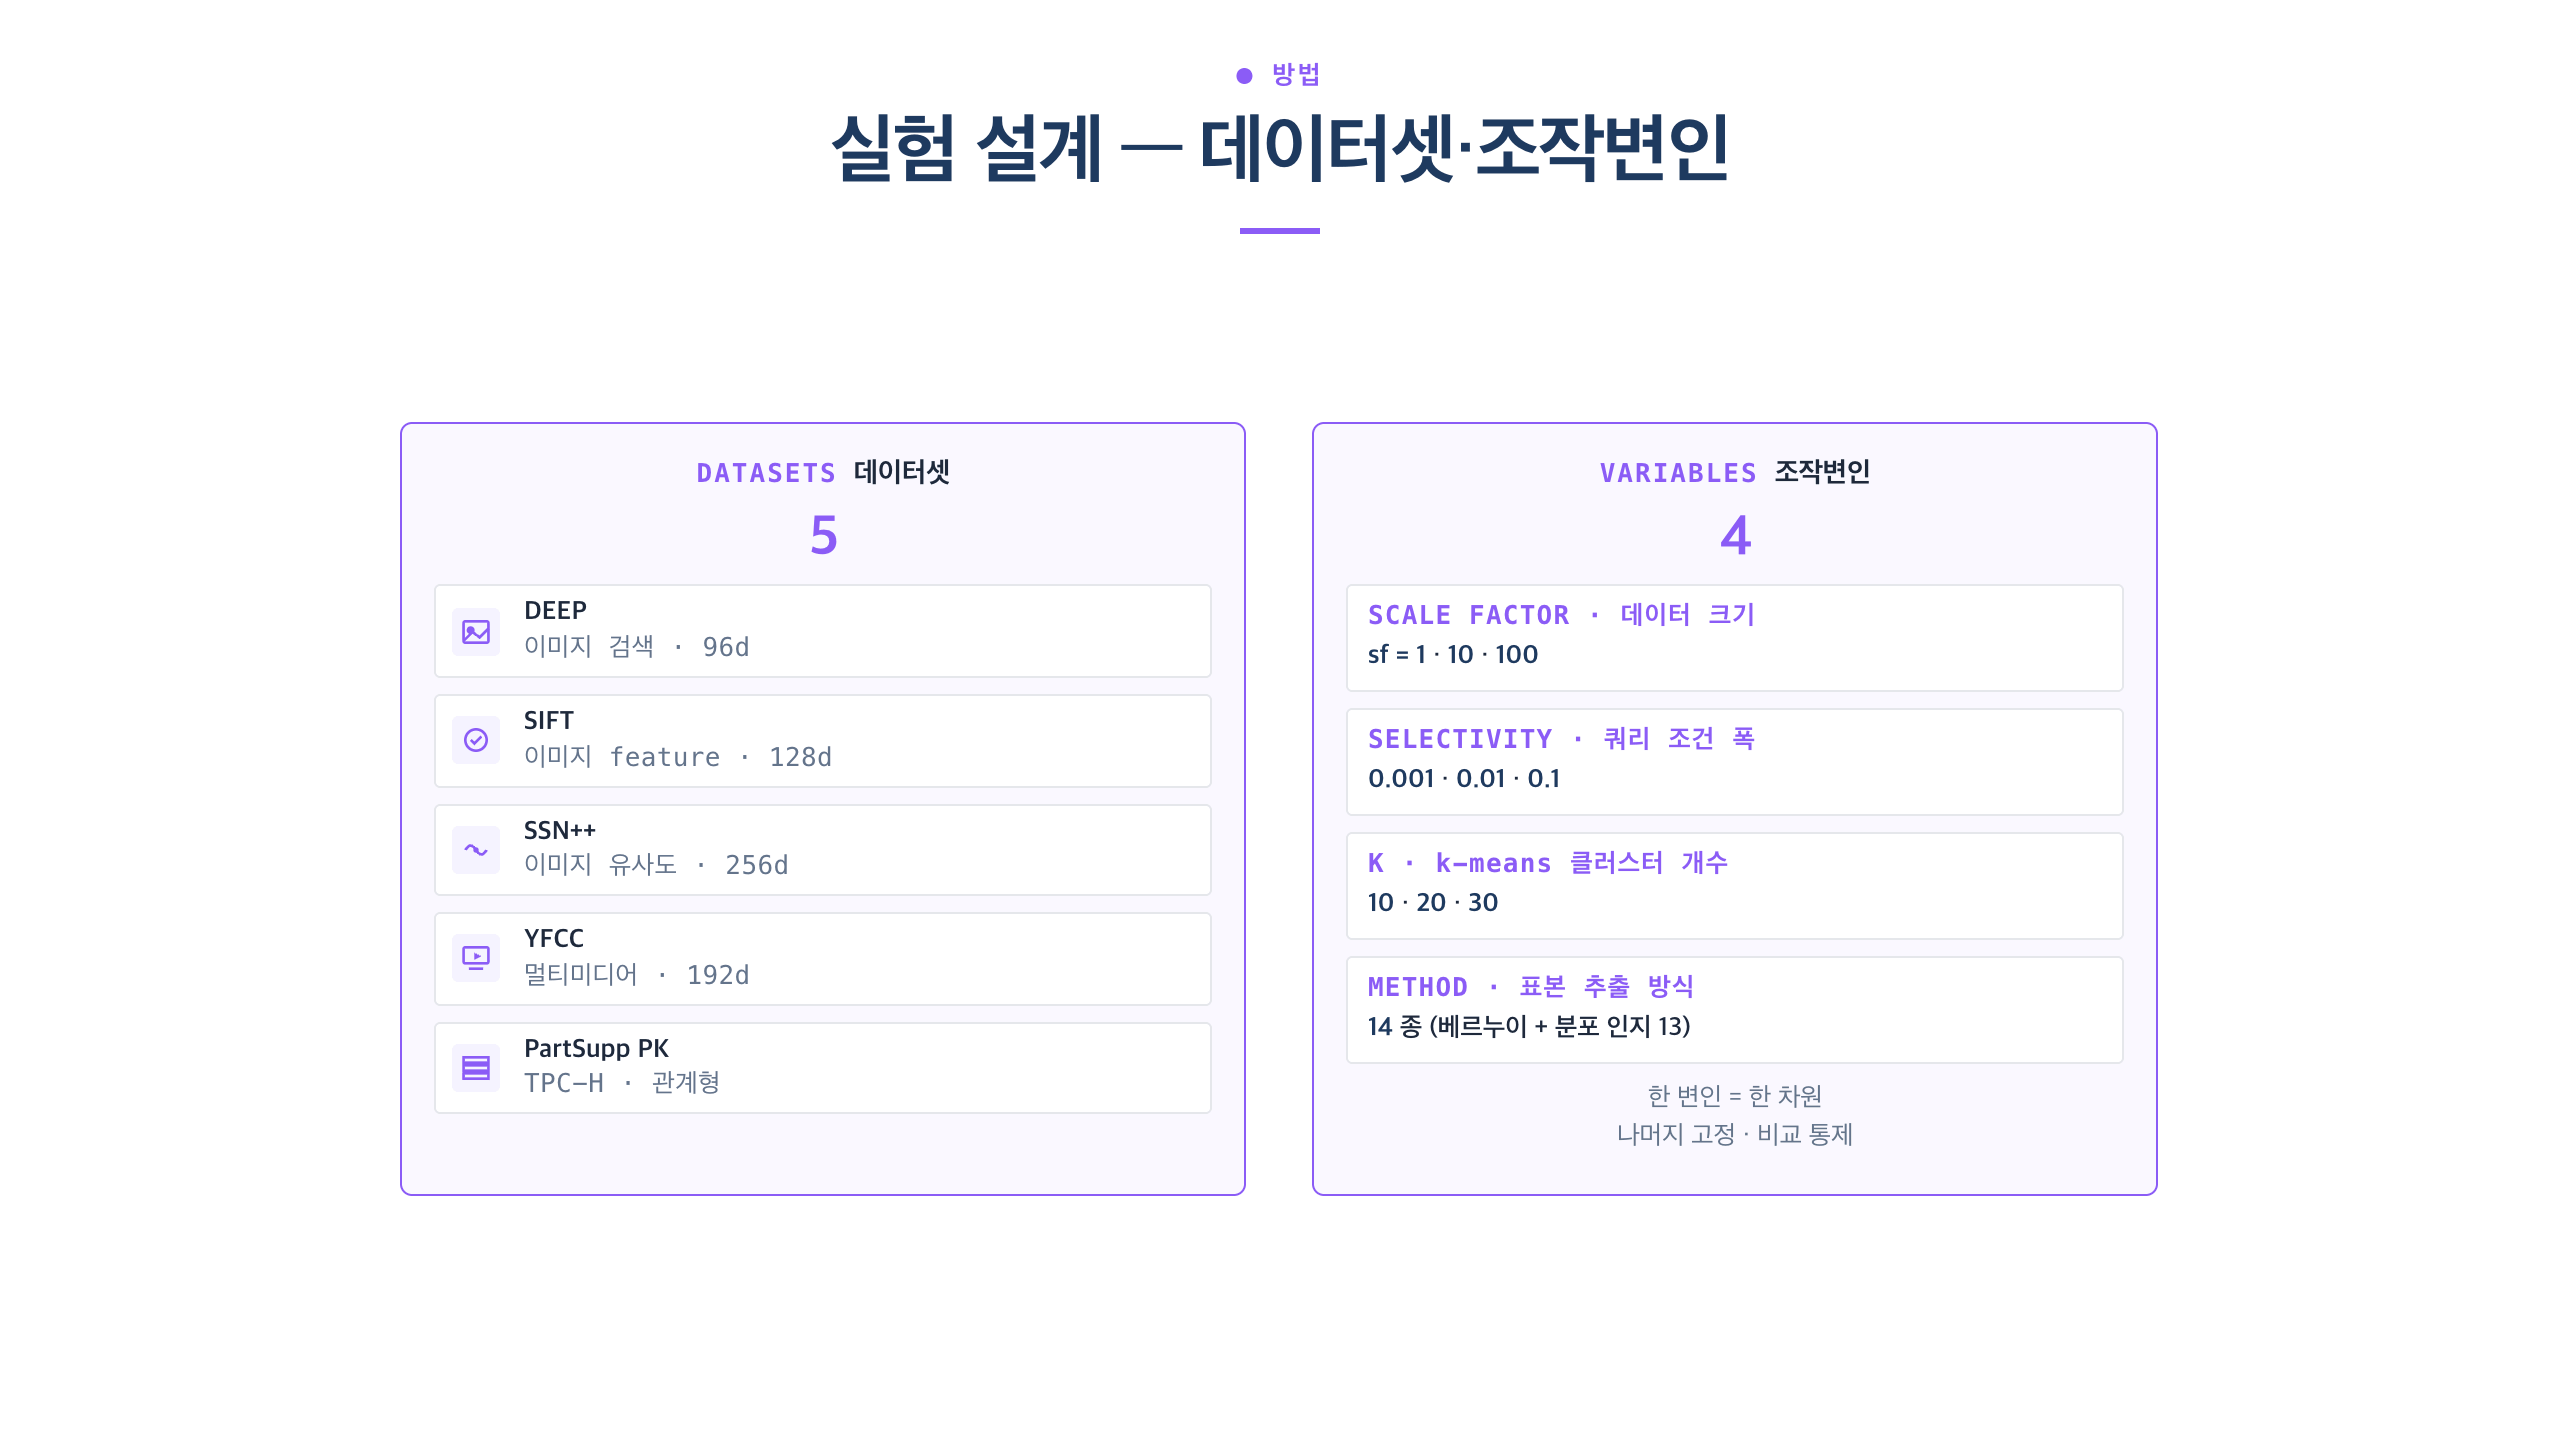 방법
실험 설계 — 데이터셋·조작변인
DATASETS 데이터셋
5
DEEP
이미지 검색 · 96d
SIFT
이미지 feature · 128d
SSN++
이미지 유사도 · 256d
YFCC
멀티미디어 · 192d
PartSupp PK
TPC-H · 관계형
VARIABLES 조작변인
4
SCALE FACTOR · 데이터 크기
sf = 1 · 10 · 100
SELECTIVITY · 쿼리 조건 폭
0.001 · 0.01 · 0.1
K · k-means 클러스터 개수
10 · 20 · 30
METHOD · 표본 추출 방식
14 종 (베르누이 + 분포 인지 13)
한 변인 = 한 차원
나머지 고정 · 비교 통제